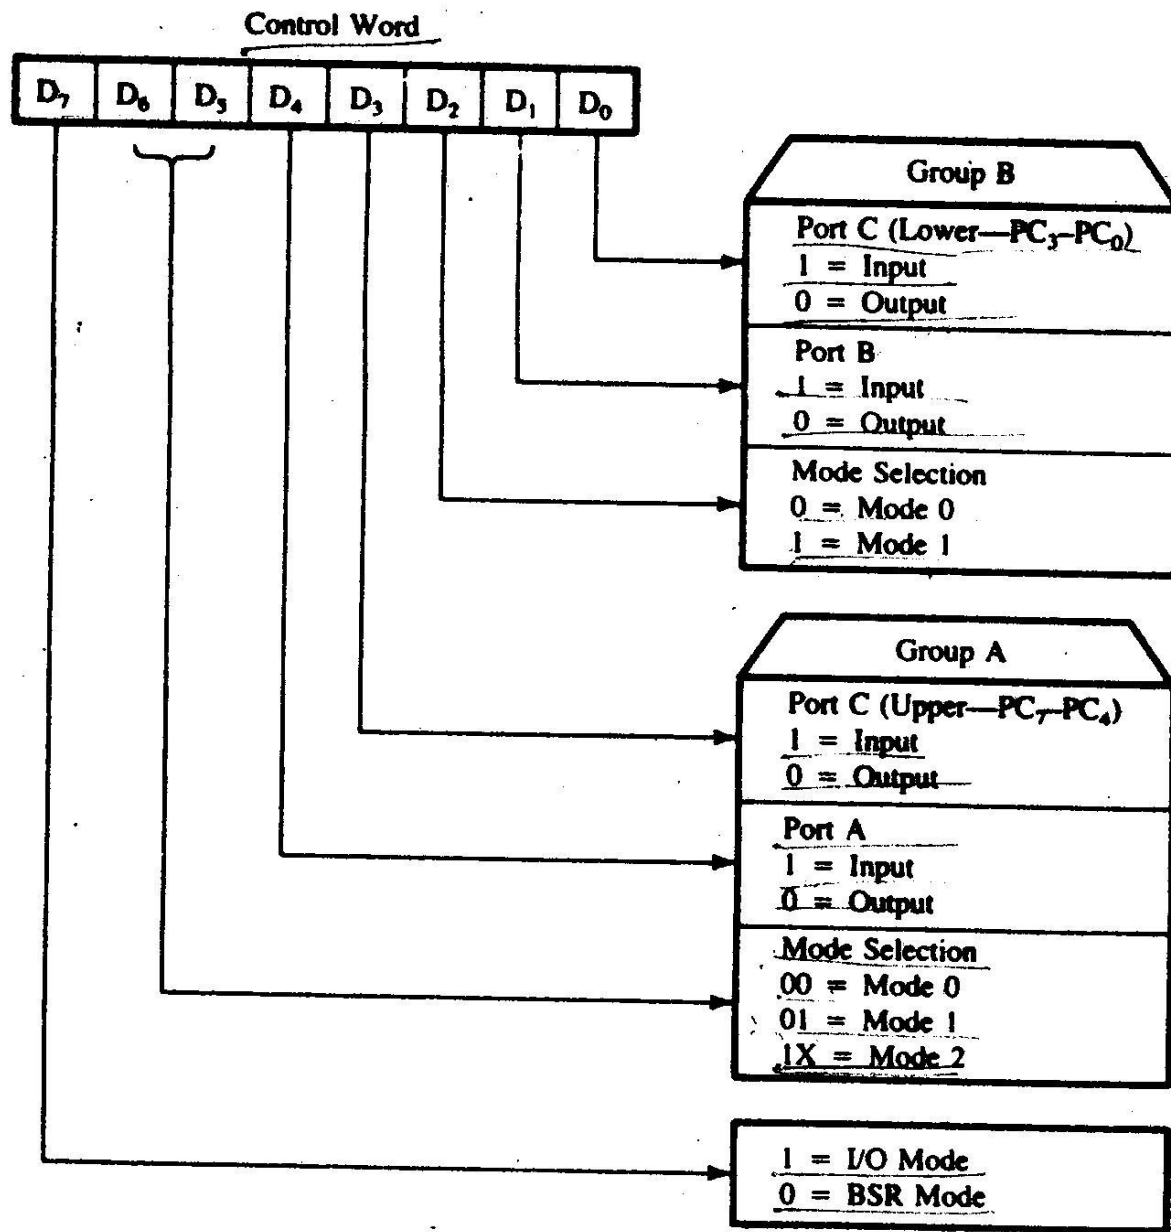 Control Word
D₇ D₆ D₅ D₄ D₃ D₂ D₁ D₀
Group B
Port C (Lower—PC₃–PC₀)
1 = Input
0 = Output
Port B
1 = Input
0 = Output
Mode Selection
0 = Mode 0
1 = Mode 1
Group A
Port C (Upper—PC₇–PC₄)
1 = Input
0 = Output
Port A
1 = Input
0 = Output
Mode Selection
00 = Mode 0
01 = Mode 1
1X = Mode 2
1 = I/O Mode
0 = BSR Mode